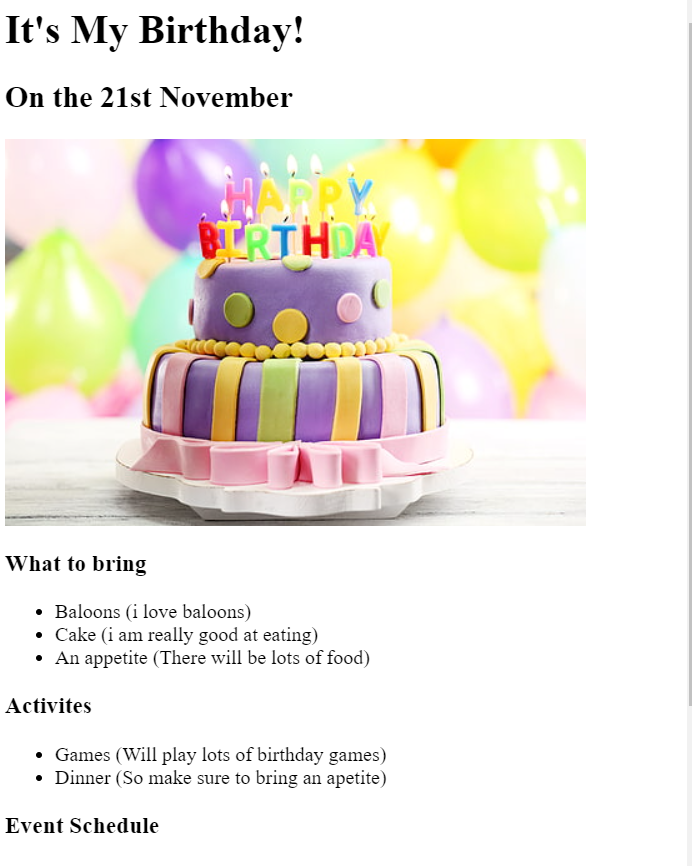 It's My Birthday!
On the 21st November
HAPPY
BIRTHDAY
What to bring
• Baloons (i love baloons)
• Cake (i am really good at eating)
• An appetite (There will be lots of food)
Activites
• Games (Will play lots of birthday games)
• Dinner (So make sure to bring an apetite)
Event Schedule